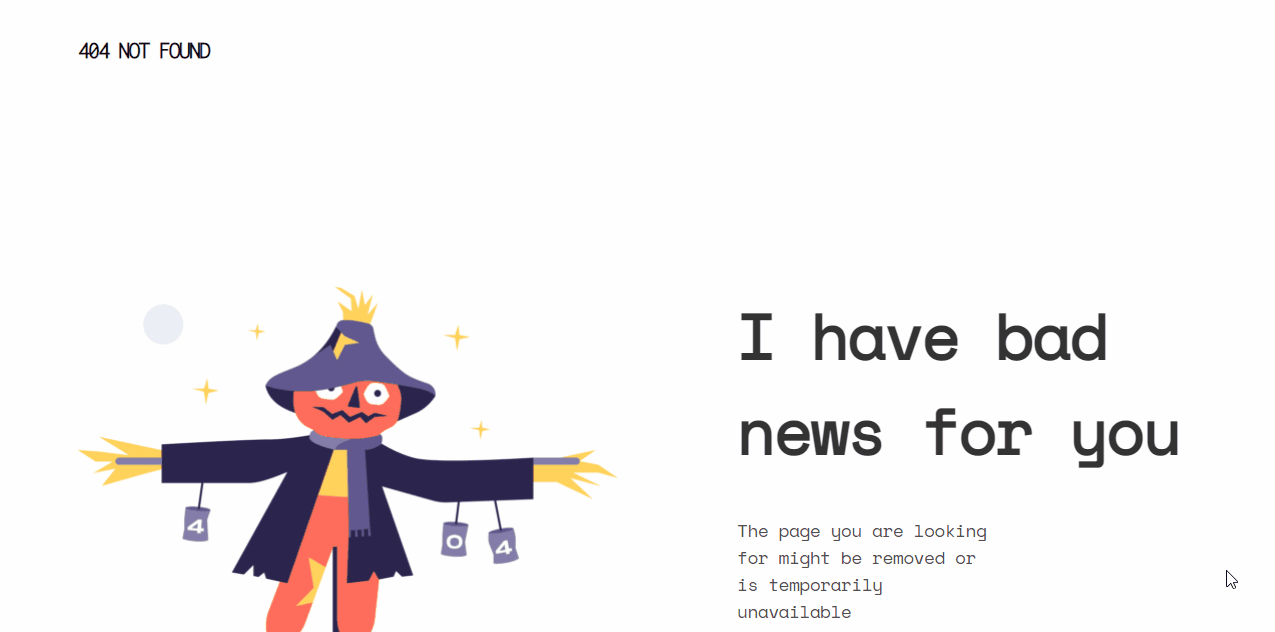 404 NOT FOUND
I have bad
news for you
4
0
4
The page you are looking
for might be removed or
is temporarily
unavailable